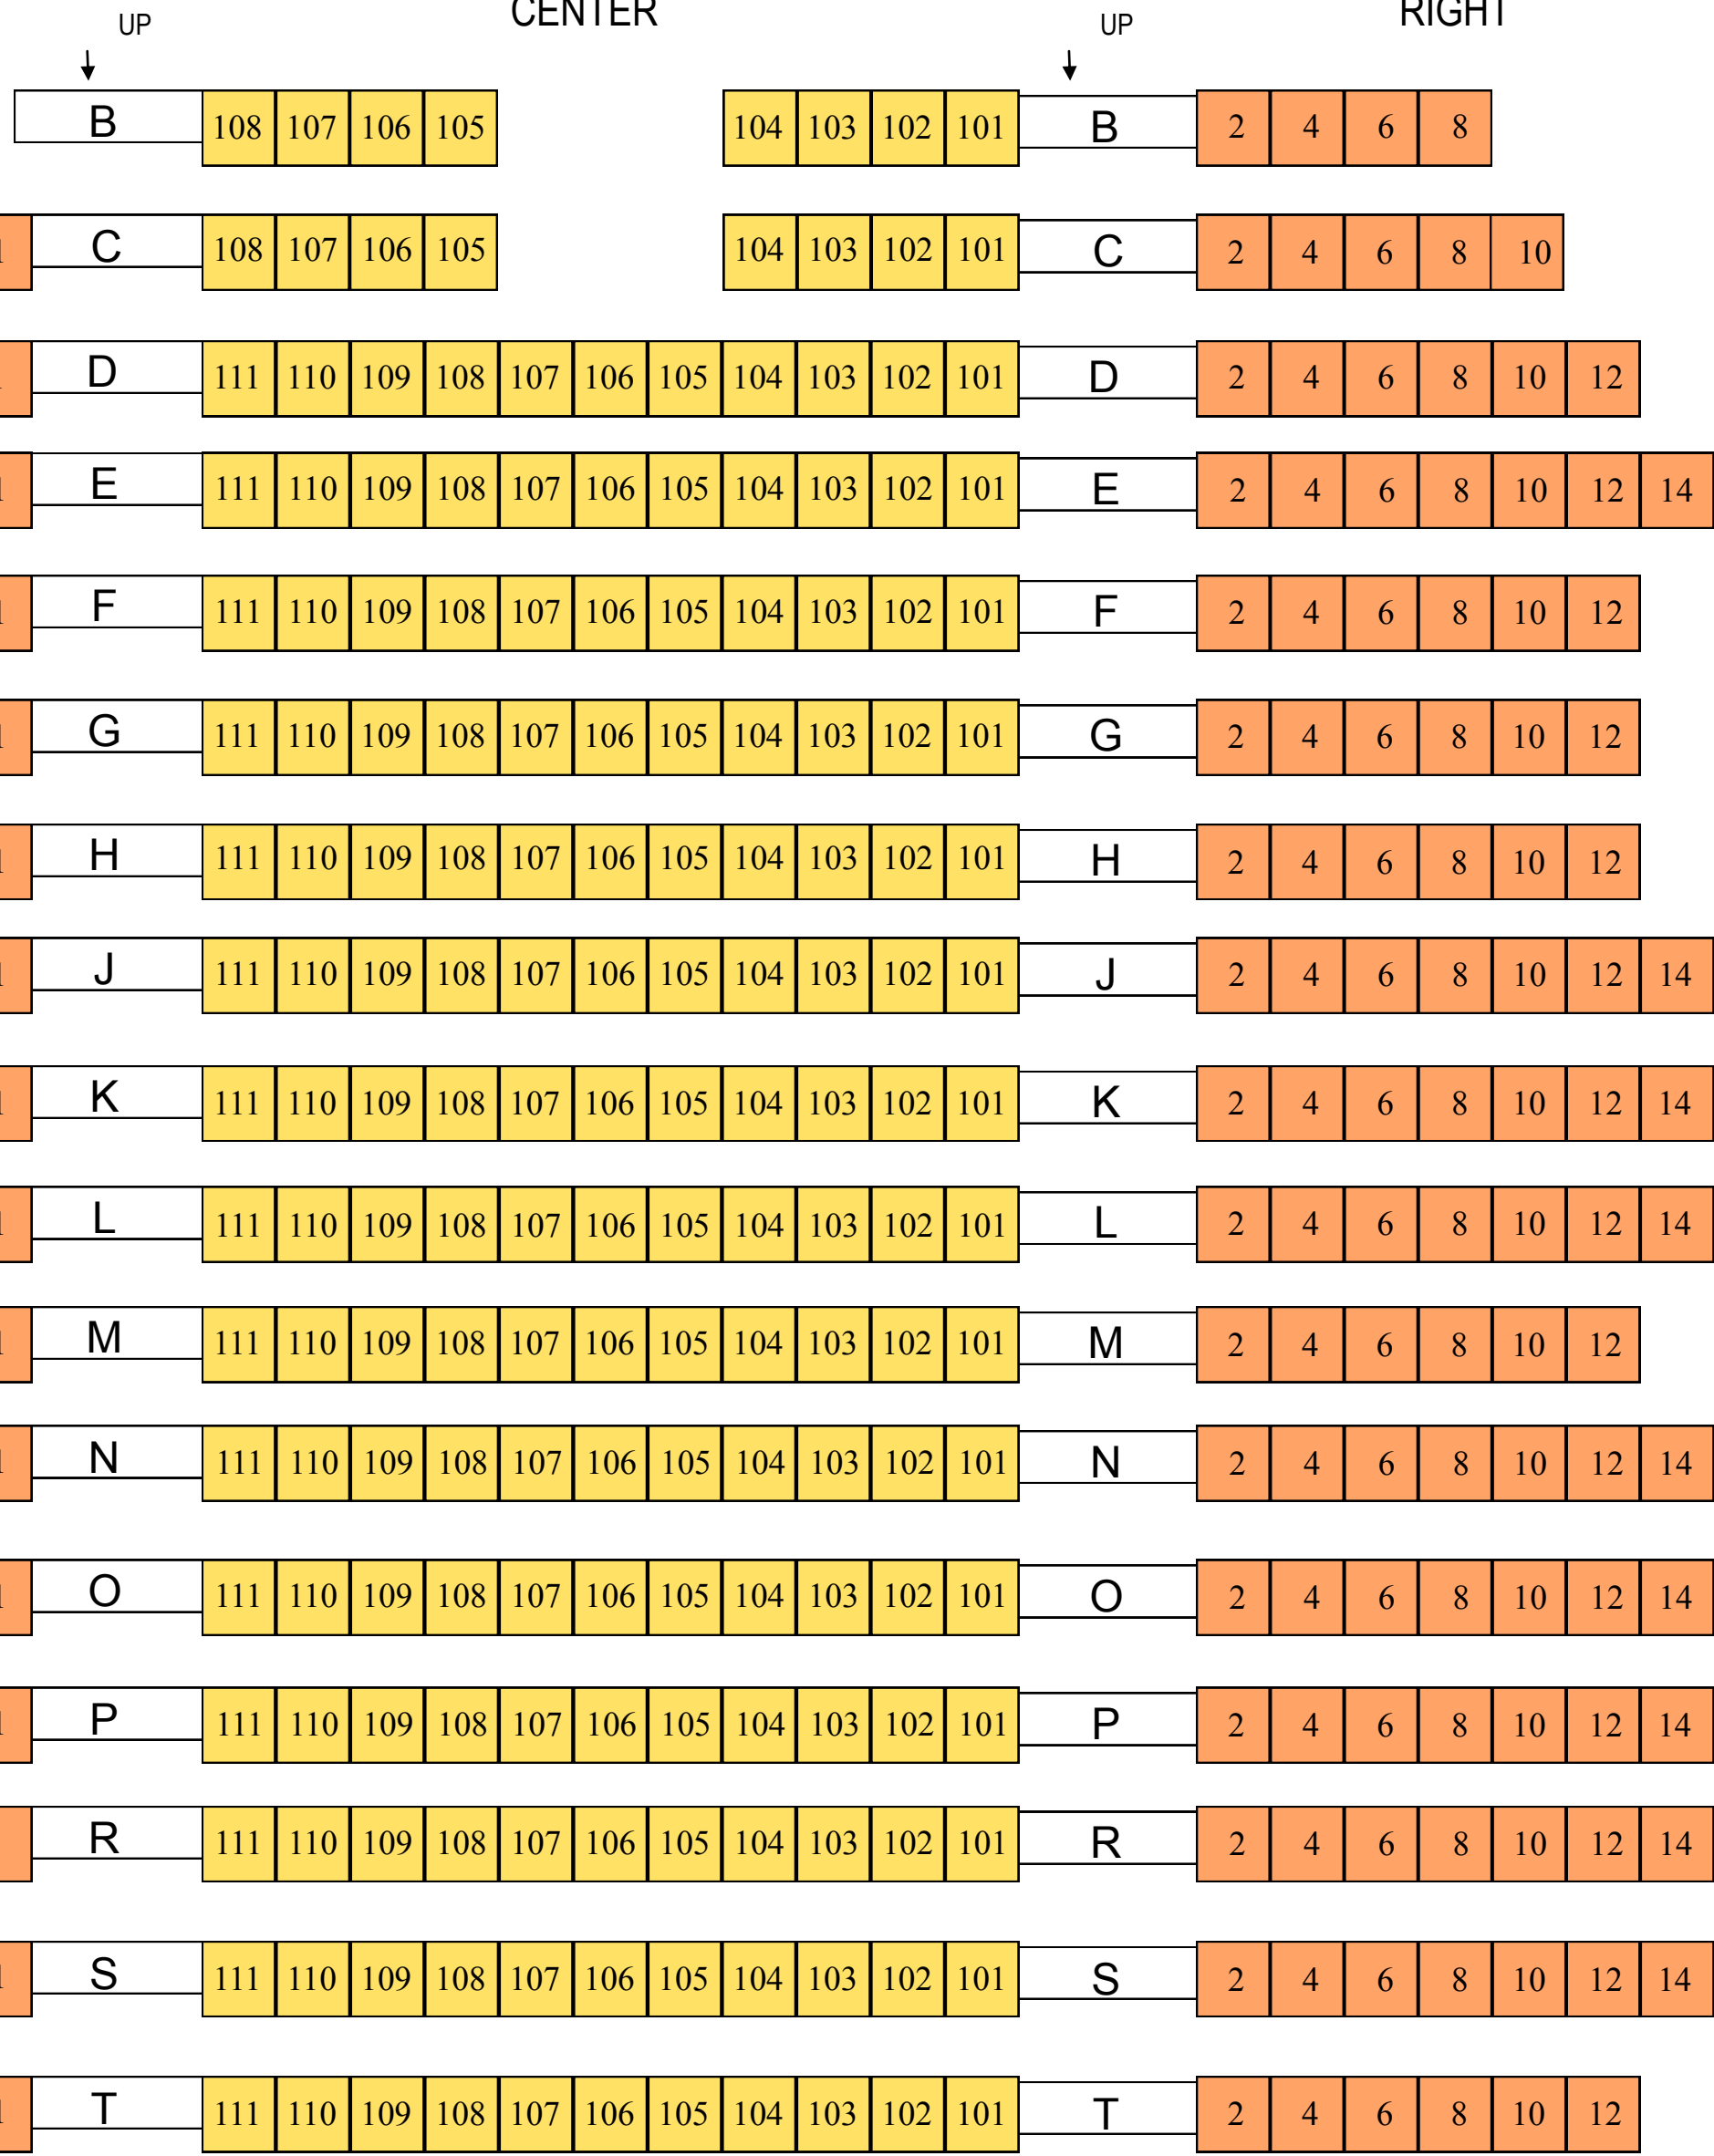 CENTER RIGHT
UP UP
B 108 107 106 105 104 103 102 101 B 2 4 6 8
C 108 107 106 105 104 103 102 101 C 2 4 6 8 10
D 111 110 109 108 107 106 105 104 103 102 101 D 2 4 6 8 10 12
E 111 110 109 108 107 106 105 104 103 102 101 E 2 4 6 8 10 12 14
F 111 110 109 108 107 106 105 104 103 102 101 F 2 4 6 8 10 12
G 111 110 109 108 107 106 105 104 103 102 101 G 2 4 6 8 10 12
H 111 110 109 108 107 106 105 104 103 102 101 H 2 4 6 8 10 12
J 111 110 109 108 107 106 105 104 103 102 101 J 2 4 6 8 10 12 14
K 111 110 109 108 107 106 105 104 103 102 101 K 2 4 6 8 10 12 14
L 111 110 109 108 107 106 105 104 103 102 101 L 2 4 6 8 10 12 14
M 111 110 109 108 107 106 105 104 103 102 101 M 2 4 6 8 10 12
N 111 110 109 108 107 106 105 104 103 102 101 N 2 4 6 8 10 12 14
O 111 110 109 108 107 106 105 104 103 102 101 O 2 4 6 8 10 12 14
P 111 110 109 108 107 106 105 104 103 102 101 P 2 4 6 8 10 12 14
R 111 110 109 108 107 106 105 104 103 102 101 R 2 4 6 8 10 12 14
S 111 110 109 108 107 106 105 104 103 102 101 S 2 4 6 8 10 12 14
T 111 110 109 108 107 106 105 104 103 102 101 T 2 4 6 8 10 12